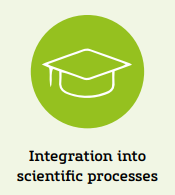 Integration into
scientific processes